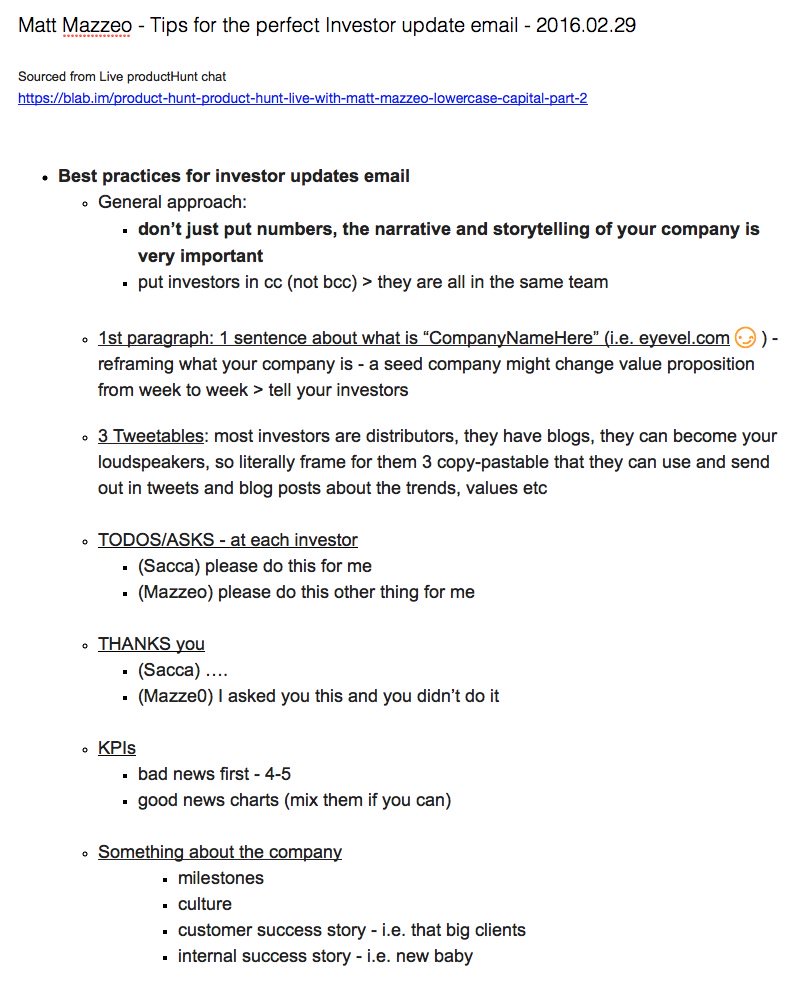 Matt Mazzeo - Tips for the perfect Investor update email - 2016.02.29
Sourced from Live productHunt chat
https://blab.im/product-hunt-product-hunt-live-with-matt-mazzeo-lowercase-capital-part-2
• Best practices for investor updates email
◦ General approach:
▪ don’t just put numbers, the narrative and storytelling of your company is
very important
▪ put investors in cc (not bcc) > they are all in the same team
◦ 1st paragraph: 1 sentence about what is “CompanyNameHere” (i.e. eyevel.com 😏 ) -
reframing what your company is - a seed company might change value proposition
from week to week > tell your investors
◦ 3 Tweetables: most investors are distributors, they have blogs, they can become your
loudspeakers, so literally frame for them 3 copy-pastable that they can use and send
out in tweets and blog posts about the trends, values etc
◦ TODOS/ASKS - at each investor
▪ (Sacca) please do this for me
▪ (Mazzeo) please do this other thing for me
◦ THANKS you
▪ (Sacca) ….
▪ (Mazze0) I asked you this and you didn’t do it
◦ KPIs
▪ bad news first - 4-5
▪ good news charts (mix them if you can)
◦ Something about the company
▪ milestones
▪ culture
▪ customer success story - i.e. that big clients
▪ internal success story - i.e. new baby